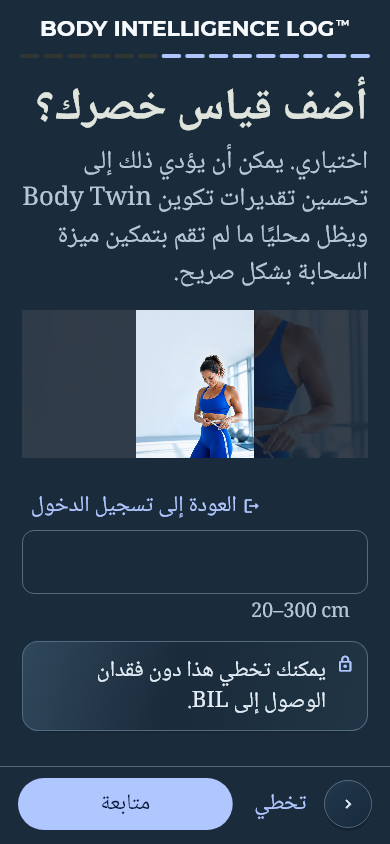 BODY INTELLIGENCE LOG™
أضف قياس خصرك؟
اختياري. يمكن أن يؤدي ذلك إلى
تحسين تقديرات تكوين Body Twin
ويظل محليًا ما لم تقم بتمكين ميزة
السحابة بشكل صريح.
العودة إلى تسجيل الدخول
20–300 cm
يمكنك تخطي هذا دون فقدان
الوصول إلى BIL.
تخطي
متابعة